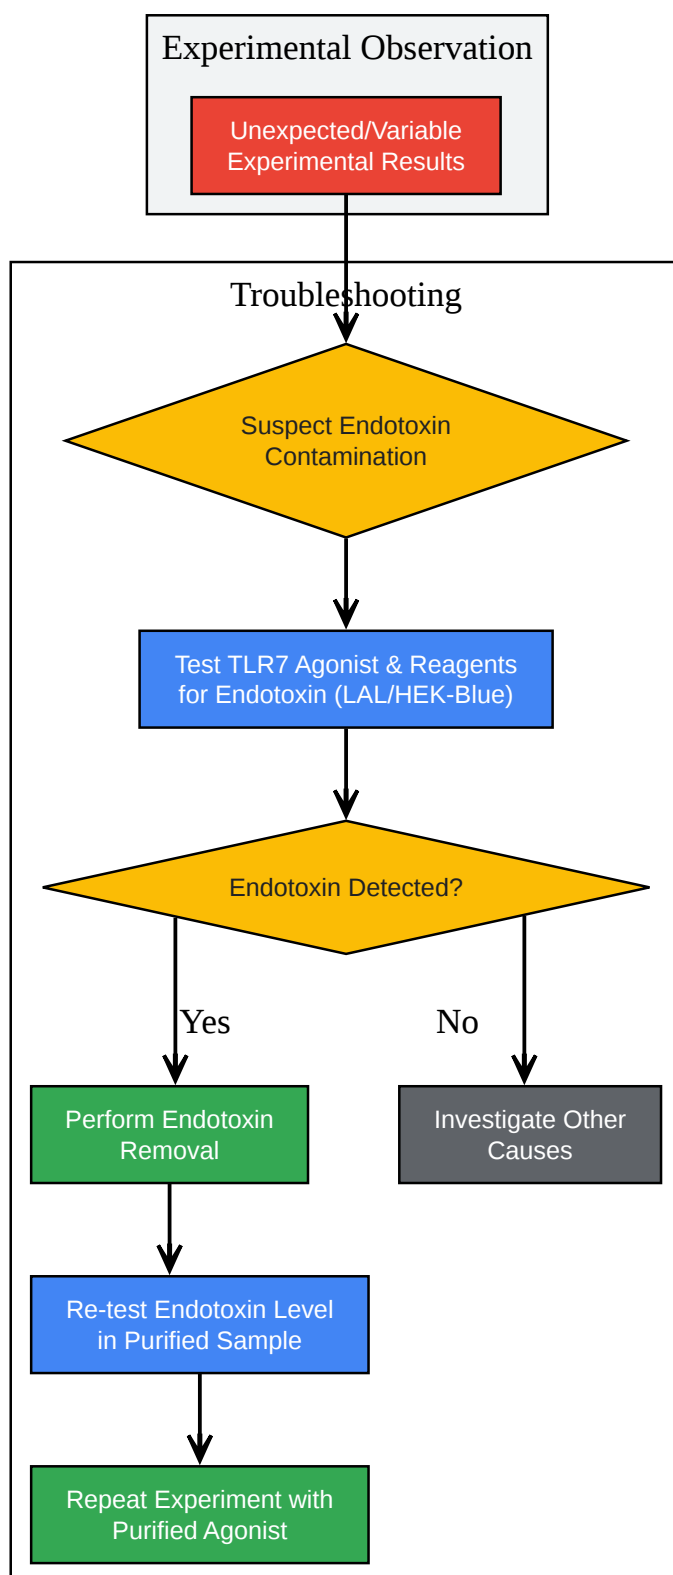 Experimental Observation
Unexpected/Variable
Experimental Results
Troubleshooting
Suspect Endotoxin
Contamination
Test TLR7 Agonist & Reagents
for Endotoxin (LAL/HEK-Blue)
Endotoxin Detected?
Yes
No
Perform Endotoxin
Removal
Investigate Other
Causes
Re-test Endotoxin Level
in Purified Sample
Repeat Experiment with
Purified Agonist